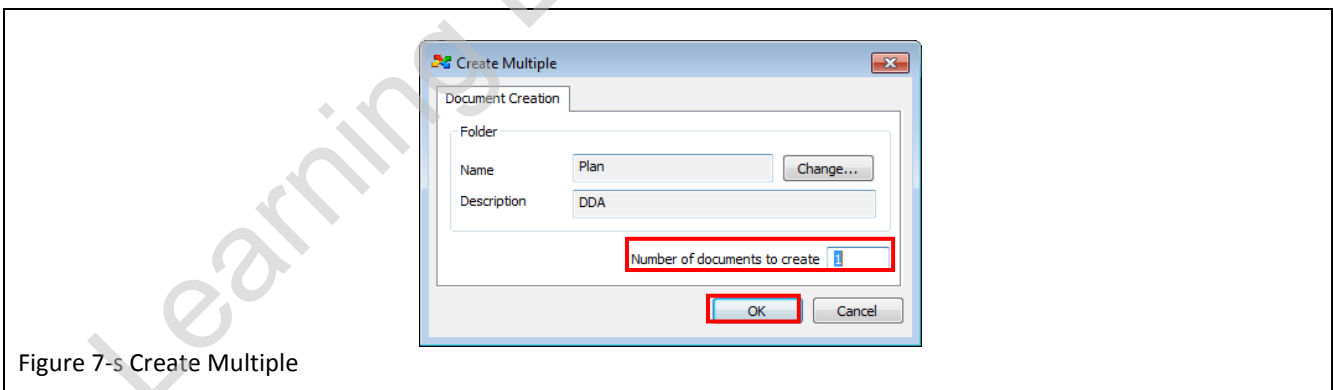 Create Multiple
Document Creation
Folder
Name Plan Change...
Description DDA
Number of documents to create 1
OK Cancel
Figure 7-s Create Multiple
Learning